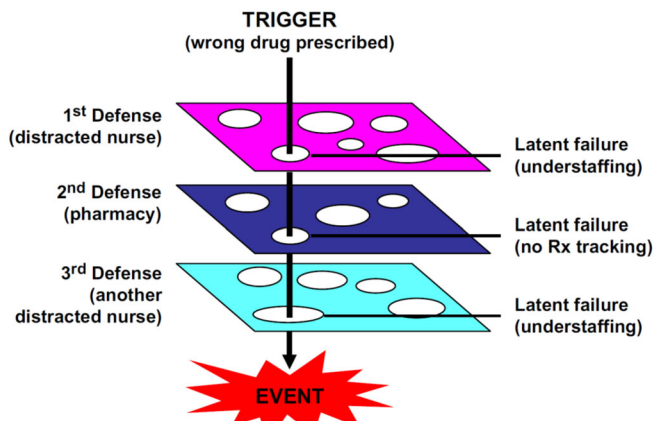 TRIGGER
(wrong drug prescribed)
1st Defense
(distracted nurse)
Latent failure
(understaffing)
2nd Defense
(pharmacy)
Latent failure
(no Rx tracking)
3rd Defense
(another
distracted nurse)
Latent failure
(understaffing)
EVENT